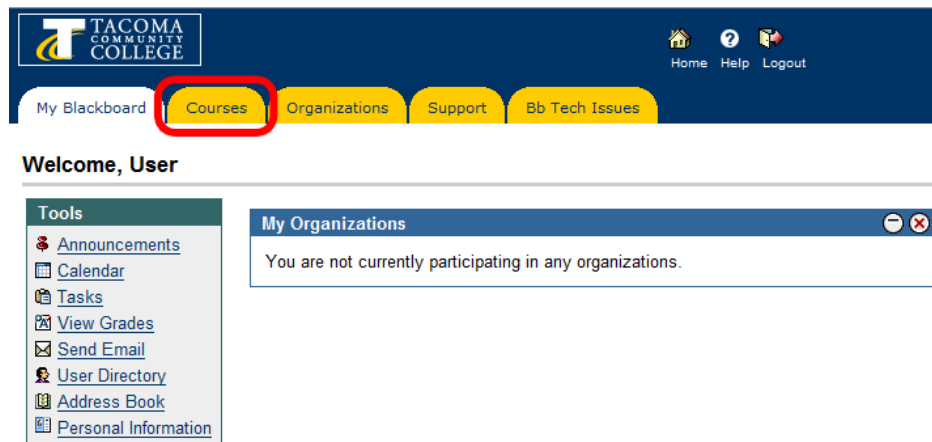 TACOMA
COMMUNITY
COLLEGE
Home Help Logout
My Blackboard Courses Organizations Support Bb Tech Issues
Welcome, User
Tools
Announcements
Calendar
Tasks
View Grades
Send Email
User Directory
Address Book
Personal Information
My Organizations
You are not currently participating in any organizations.